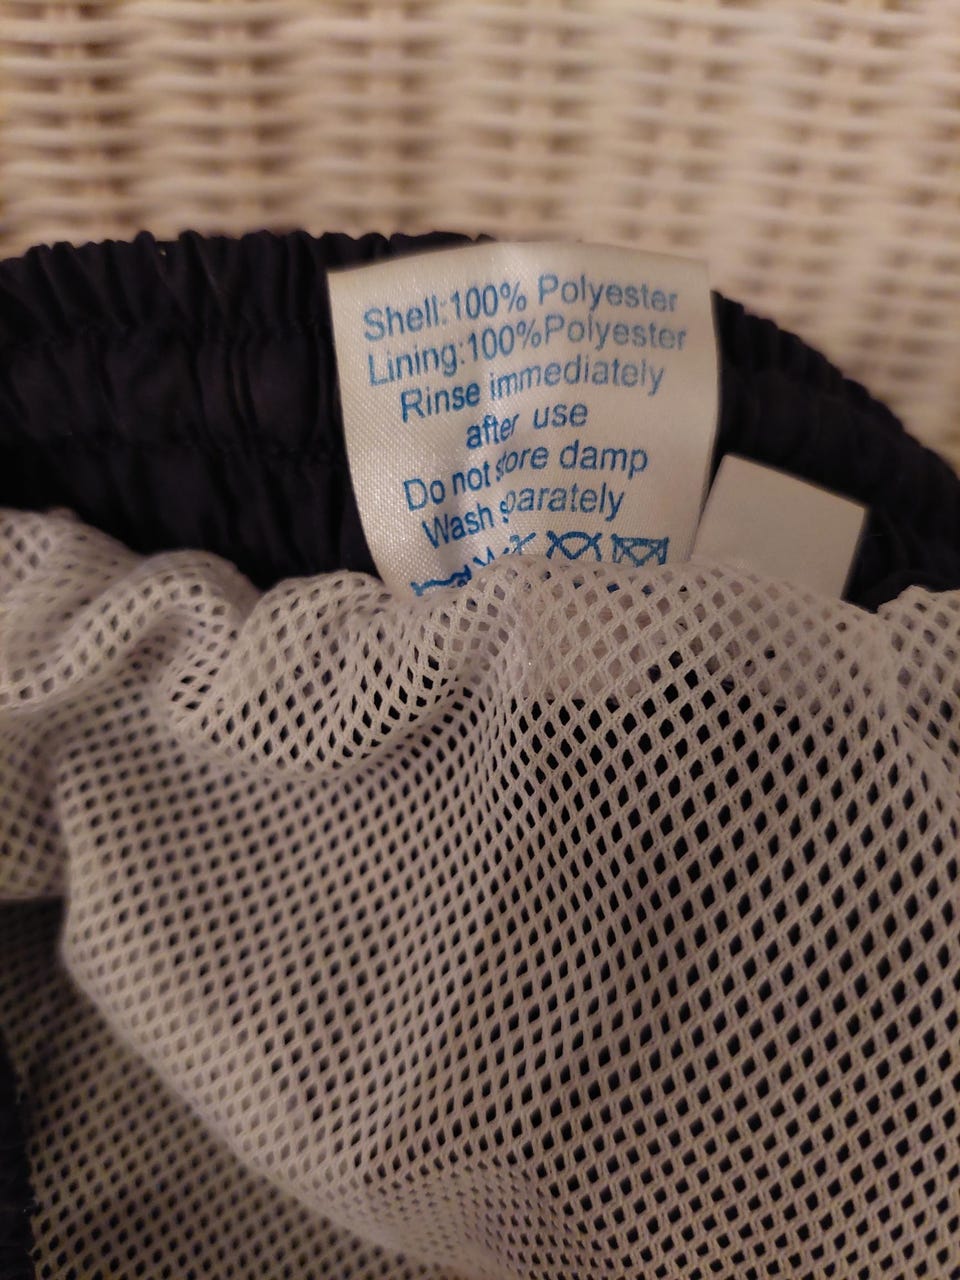 Shell:100% Polyester
Lining:100%Polyester
Rinse immediately
after use
Do not store damp
Wash separately